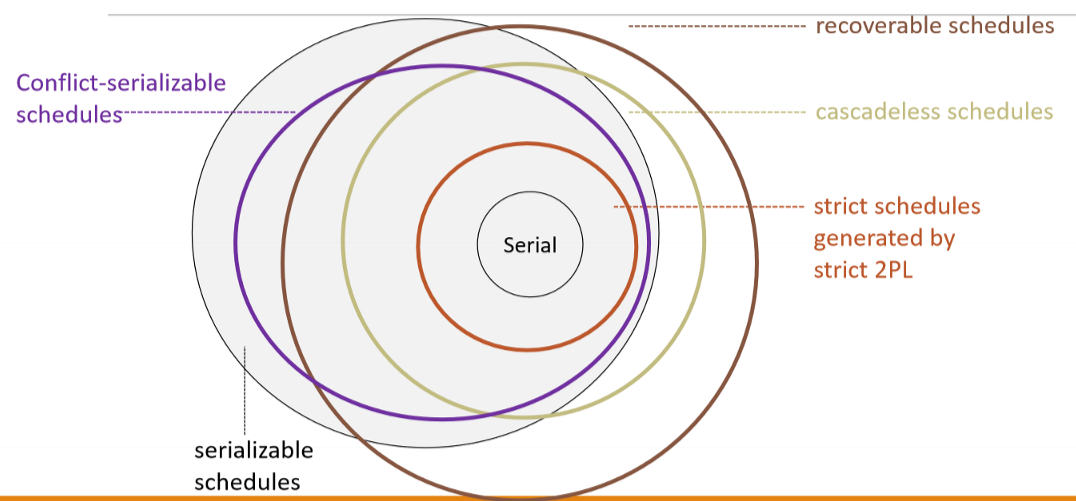 recoverable schedules
Conflict-serializable
schedules
cascadeless schedules
strict schedules
generated by
strict 2PL
Serial
serializable
schedules